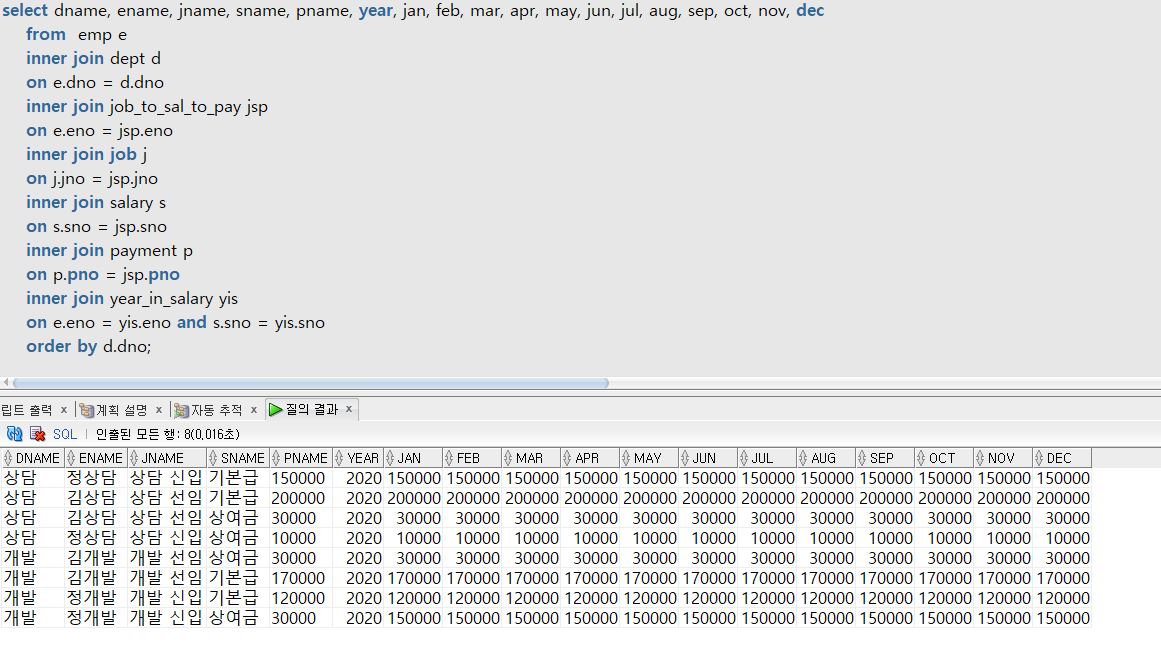 select dname, ename, jname, sname, pname, year, jan, feb, mar, apr, may, jun, jul, aug, sep, oct, nov, dec
from emp e
inner join dept d
on e.dno = d.dno
inner join job_to_sal_to_pay jsp
on e.eno = jsp.eno
inner join job j
on j.jno = jsp.jno
inner join salary s
on s.sno = jsp.sno
inner join payment p
on p.pno = jsp.pno
inner join year_in_salary yis
on e.eno = yis.eno and s.sno = yis.sno
order by d.dno;
립트 출력 x 계획 설명 x 자동 추적 x 질의 결과 x
SQL | 인출된 모든 행: 8(0,016초)
DNAME ENAME JNAME SNAME PNAME YEAR JAN FEB MAR APR MAY JUN JUL AUG SEP OCT NOV DEC
상담 정상담 상담 신입 기본급 150000 2020 150000 150000 150000 150000 150000 150000 150000 150000 150000 150000 150000 150000
상담 김상담 상담 선임 기본급 200000 2020 200000 200000 200000 200000 200000 200000 200000 200000 200000 200000 200000 200000
상담 김상담 상담 선임 상여금 30000 2020 30000 30000 30000 30000 30000 30000 30000 30000 30000 30000 30000 30000
상담 정상담 상담 신입 상여금 10000 2020 10000 10000 10000 10000 10000 10000 10000 10000 10000 10000 10000 10000
개발 김개발 개발 선임 상여금 30000 2020 30000 30000 30000 30000 30000 30000 30000 30000 30000 30000 30000 30000
개발 김개발 개발 선임 기본급 170000 2020 170000 170000 170000 170000 170000 170000 170000 170000 170000 170000 170000 170000
개발 정개발 개발 신입 기본급 120000 2020 120000 120000 120000 120000 120000 120000 120000 120000 120000 120000 120000 120000
개발 정개발 개발 신입 상여금 30000 2020 150000 150000 150000 150000 150000 150000 150000 150000 150000 150000 150000 150000